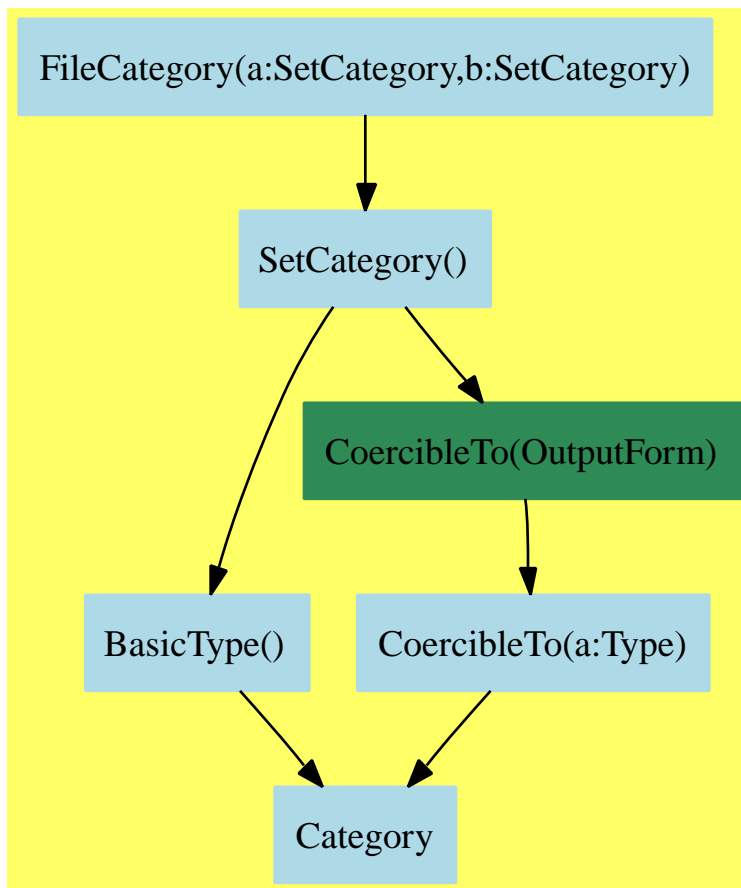 FileCategory(a:SetCategory,b:SetCategory)
SetCategory()
CoercibleTo(OutputForm)
BasicType()
CoercibleTo(a:Type)
Category